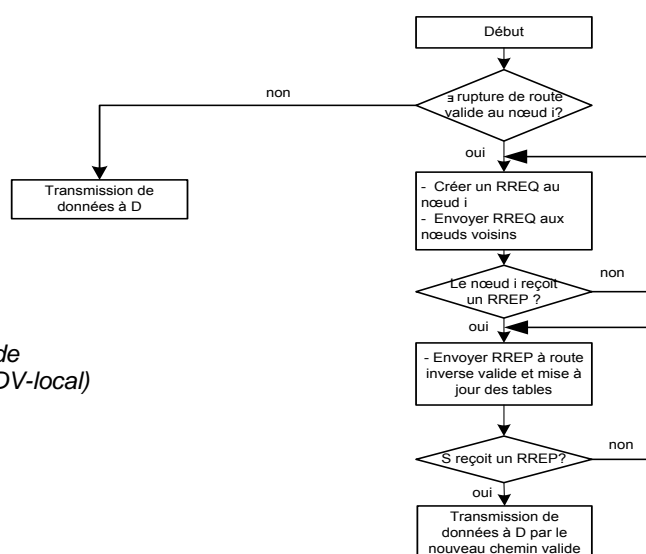 Début
non
∃ rupture de route
valide au nœud i?
oui
Transmission de
données à D
- Créer un RREQ au
nœud i
- Envoyer RREQ aux
nœuds voisins
Le nœud i reçoit
un RREP ?
non
oui
de
DV-local)
- Envoyer RREP à route
inverse valide et mise à
jour des tables
S reçoit un RREP?
non
oui
Transmission de
données à D par le
nouveau chemin valide